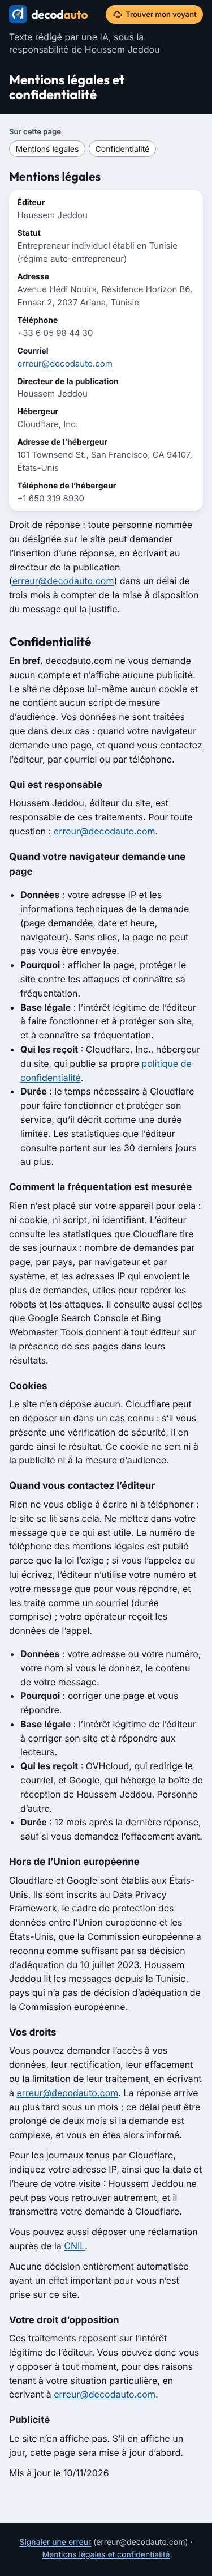 decodauto
Trouver mon voyant
Texte rédigé par une IA, sous la
responsabilité de Houssem Jeddou
Mentions légales et
confidentialité
Sur cette page
Mentions légales
Confidentialité
Mentions légales
Éditeur
Houssem Jeddou
Statut
Entrepreneur individuel établi en Tunisie
(régime auto-entrepreneur)
Adresse
Avenue Hédi Nouira, Résidence Horizon B6,
Ennasr 2, 2037 Ariana, Tunisie
Téléphone
+33 6 05 98 44 30
Courriel
erreur@decodauto.com
Directeur de la publication
Houssem Jeddou
Hébergeur
Cloudflare, Inc.
Adresse de l’hébergeur
101 Townsend St., San Francisco, CA 94107,
États-Unis
Téléphone de l’hébergeur
+1 650 319 8930
Droit de réponse : toute personne nommée
ou désignée sur le site peut demander
l’insertion d’une réponse, en écrivant au
directeur de la publication
(erreur@decodauto.com) dans un délai de
trois mois à compter de la mise à disposition
du message qui la justifie.
Confidentialité
En bref. decodauto.com ne vous demande
aucun compte et n’affiche aucune publicité.
Le site ne dépose lui-même aucun cookie et
ne contient aucun script de mesure
d’audience. Vos données ne sont traitées
que dans deux cas : quand votre navigateur
demande une page, et quand vous contactez
l’éditeur, par courriel ou par téléphone.
Qui est responsable
Houssem Jeddou, éditeur du site, est
responsable de ces traitements. Pour toute
question : erreur@decodauto.com.
Quand votre navigateur demande une
page
• Données : votre adresse IP et les
informations techniques de la demande
(page demandée, date et heure,
navigateur). Sans elles, la page ne peut
pas vous être envoyée.
• Pourquoi : afficher la page, protéger le
site contre les attaques et connaître sa
fréquentation.
• Base légale : l’intérêt légitime de l’éditeur
à faire fonctionner et à protéger son site,
et à connaître sa fréquentation.
• Qui les reçoit : Cloudflare, Inc., hébergeur
du site, qui publie sa propre politique de
confidentialité.
• Durée : le temps nécessaire à Cloudflare
pour faire fonctionner et protéger son
service, qu’il décrit comme une durée
limitée. Les statistiques que l’éditeur
consulte portent sur les 30 derniers jours
au plus.
Comment la fréquentation est mesurée
Rien n’est placé sur votre appareil pour cela :
ni cookie, ni script, ni identifiant. L’éditeur
consulte les statistiques que Cloudflare tire
de ses journaux : nombre de demandes par
page, par pays, par navigateur et par
système, et les adresses IP qui envoient le
plus de demandes, utiles pour repérer les
robots et les attaques. Il consulte aussi celles
que Google Search Console et Bing
Webmaster Tools donnent à tout éditeur sur
la présence de ses pages dans leurs
résultats.
Cookies
Le site n’en dépose aucun. Cloudflare peut
en déposer un dans un cas connu : s’il vous
présente une vérification de sécurité, il en
garde ainsi le résultat. Ce cookie ne sert ni à
la publicité ni à la mesure d’audience.
Quand vous contactez l’éditeur
Rien ne vous oblige à écrire ni à téléphoner :
le site se lit sans cela. Ne mettez dans votre
message que ce qui est utile. Le numéro de
téléphone des mentions légales est publié
parce que la loi l’exige ; si vous l’appelez ou
lui écrivez, l’éditeur n’utilise votre numéro et
votre message que pour vous répondre, et
les traite comme un courriel (durée
comprise) ; votre opérateur reçoit les
données de l’appel.
• Données : votre adresse ou votre numéro,
votre nom si vous le donnez, le contenu
de votre message.
• Pourquoi : corriger une page et vous
répondre.
• Base légale : l’intérêt légitime de l’éditeur
à corriger son site et à répondre aux
lecteurs.
• Qui les reçoit : OVHcloud, qui redirige le
courriel, et Google, qui héberge la boîte de
réception de Houssem Jeddou. Personne
d’autre.
• Durée : 12 mois après la dernière réponse,
sauf si vous demandez l’effacement avant.
Hors de l’Union européenne
Cloudflare et Google sont établis aux États-
Unis. Ils sont inscrits au Data Privacy
Framework, le cadre de protection des
données entre l’Union européenne et les
États-Unis, que la Commission européenne a
reconnu comme suffisant par sa décision
d’adéquation du 10 juillet 2023. Houssem
Jeddou lit les messages depuis la Tunisie,
pays qui n’a pas de décision d’adéquation de
la Commission européenne.
Vos droits
Vous pouvez demander l’accès à vos
données, leur rectification, leur effacement
ou la limitation de leur traitement, en écrivant
à erreur@decodauto.com. La réponse arrive
au plus tard sous un mois ; ce délai peut être
prolongé de deux mois si la demande est
complexe, et vous en êtes alors informé.
Pour les journaux tenus par Cloudflare,
indiquez votre adresse IP, ainsi que la date et
l’heure de votre visite : Houssem Jeddou ne
peut pas vous retrouver autrement, et il
transmettra votre demande à Cloudflare.
Vous pouvez aussi déposer une réclamation
auprès de la CNIL.
Aucune décision entièrement automatisée
ayant un effet important pour vous n’est
prise sur ce site.
Votre droit d’opposition
Ces traitements reposent sur l’intérêt
légitime de l’éditeur. Vous pouvez donc vous
y opposer à tout moment, pour des raisons
tenant à votre situation particulière, en
écrivant à erreur@decodauto.com.
Publicité
Le site n’en affiche pas. S’il en affiche un
jour, cette page sera mise à jour d’abord.
Mis à jour le 10/11/2026
Signaler une erreur (erreur@decodauto.com) ·
Mentions légales et confidentialité